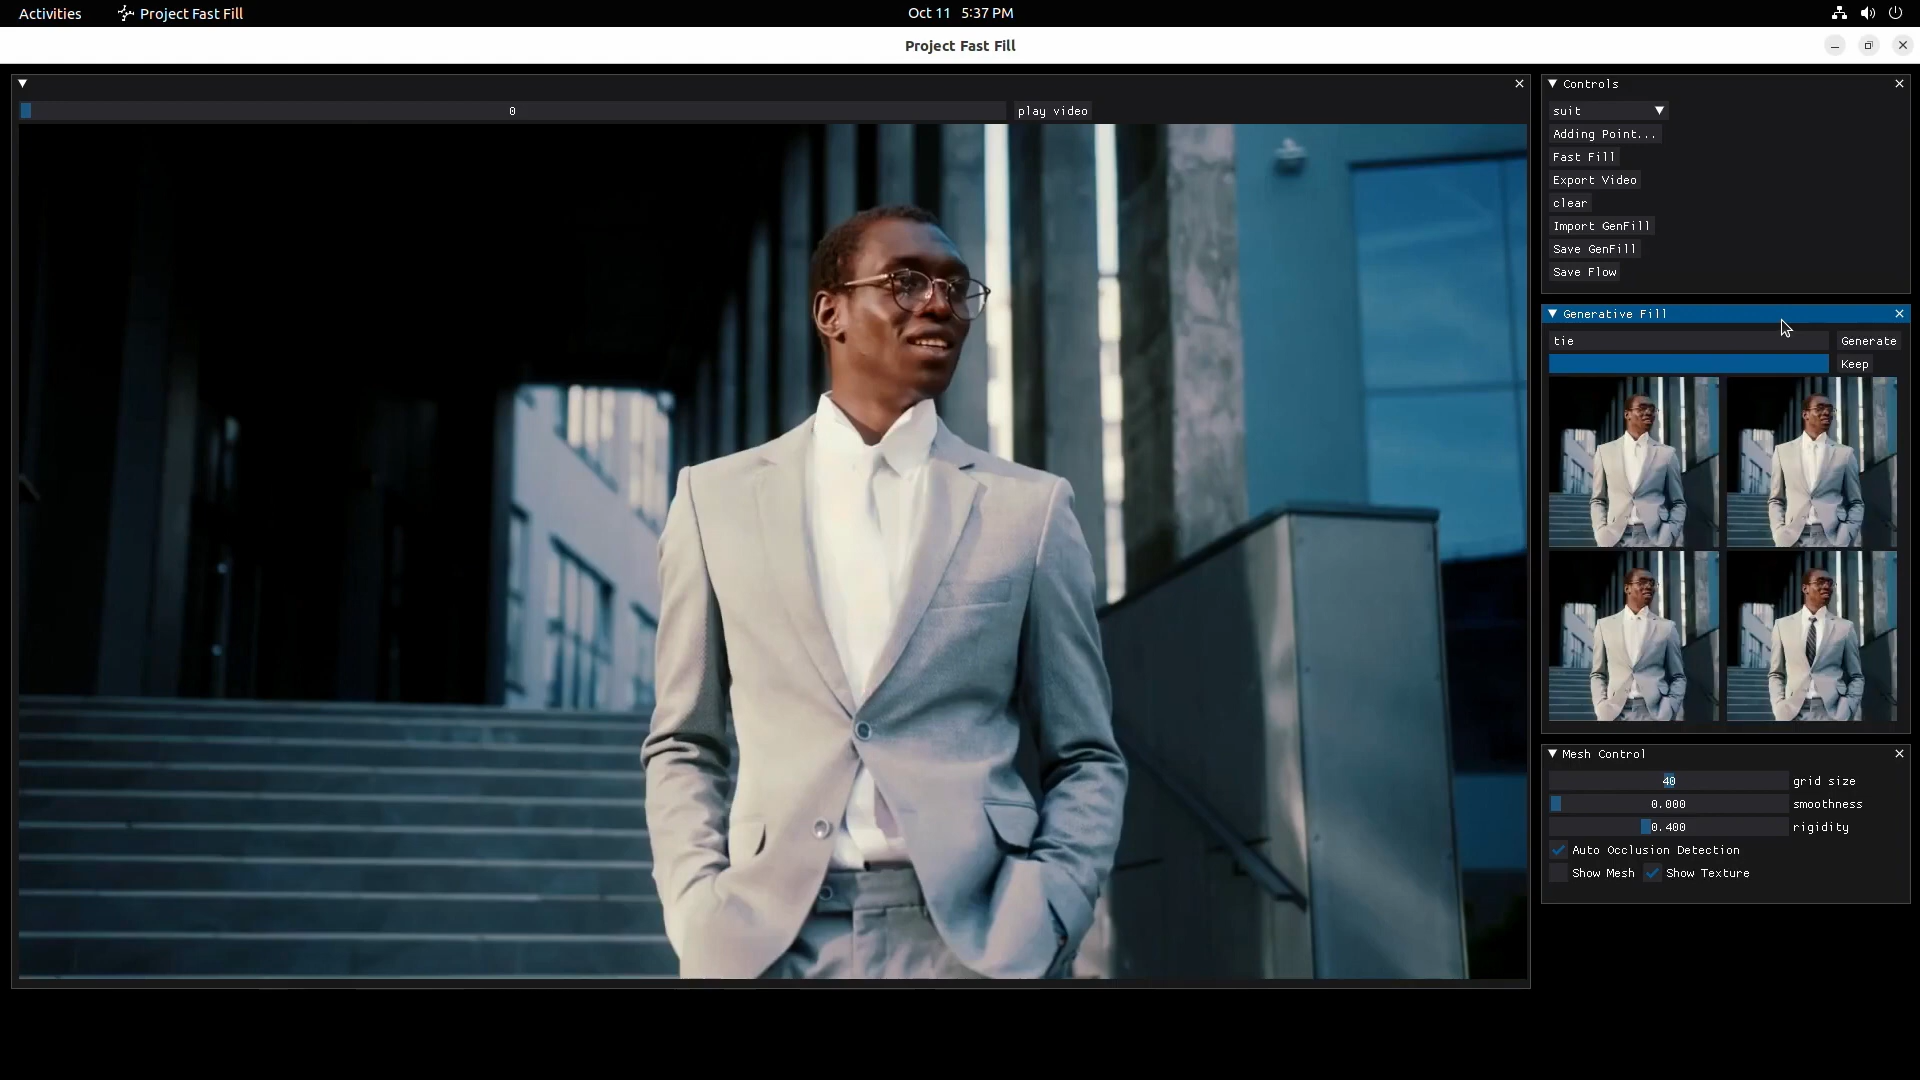 Activities
Project Fast Fill
Oct 11 5:37 PM
Project Fast Fill
0
play video
Controls
suit
Adding Point...
Fast Fill
Export Video
clear
Import GenFill
Save GenFill
Save Flow
Generative Fill
tie
Generate
Keep
Mesh Control
40 grid size
0.000 smoothness
0.400 rigidity
Auto Occlusion Detection
Show Mesh
Show Texture